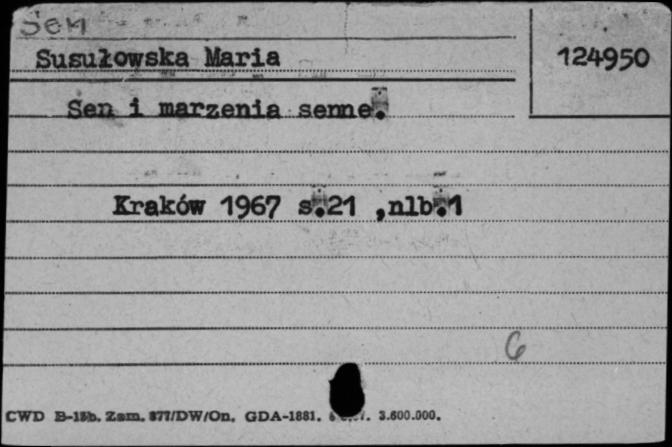 Sen
Susułowska Maria
124950
Sen i marzenia senne.
Kraków 1967 s.21 ,nlb.1
6
CWD B-15b. Zam. 877/DW/On. GDA-1881. 3.600.000.